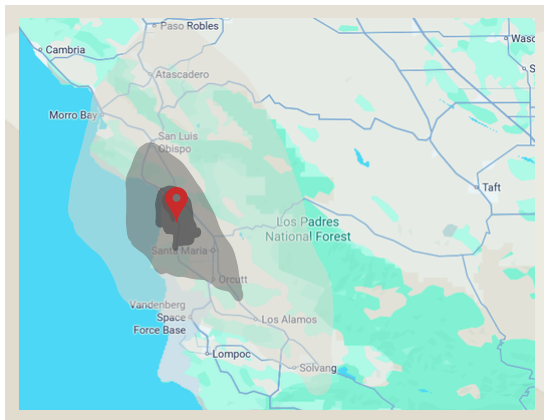 Paso Robles
Cambria
Atascadero
Morro Bay
San Luis
Obispo
Taft
Los Padres
National Forest
Santa Maria
Orcutt
Vandenberg
Space
Force Base
Los Alamos
Lompoc
Solvang
Wasc
S